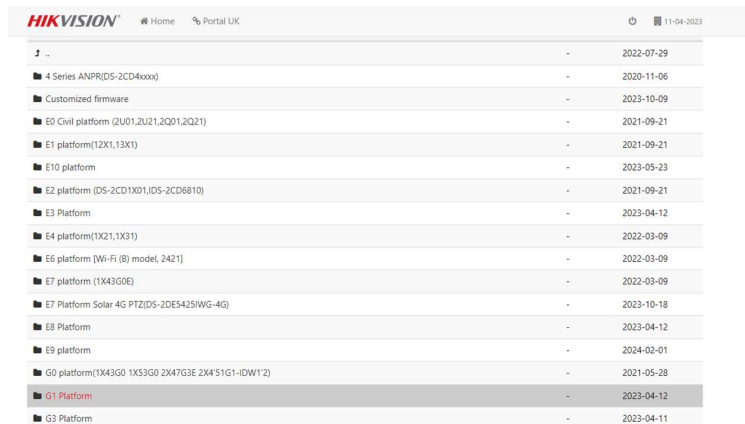 HIKVISION® Home Portal UK 11-04-2023
.. - 2022-07-29
4 Series ANPR(DS-2CD4xxxx) - 2020-11-06
Customized firmware - 2023-10-09
E0 Civil platform (2U01,2U21,2Q01,2Q21) - 2021-09-21
E1 platform(12X1,13X1) - 2021-09-21
E10 platform - 2023-05-23
E2 platform (DS-2CD1X01,IDS-2CD6810) - 2021-09-21
E3 Platform - 2023-04-12
E4 platform(1X21,1X31) - 2022-03-09
E6 platform [Wi-Fi (B) model, 2421] - 2022-03-09
E7 platform (1X43G0E) - 2022-03-09
E7 Platform Solar 4G PTZ(DS-2DE5425IWG-4G) - 2023-10-18
E8 Platform - 2023-04-12
E9 platform - 2024-02-01
G0 platform(1X43G0 1X53G0 2X47G3E 2X4'51G1-IDW1'2) - 2021-05-28
G1 Platform - 2023-04-12
G3 Platform - 2023-04-11